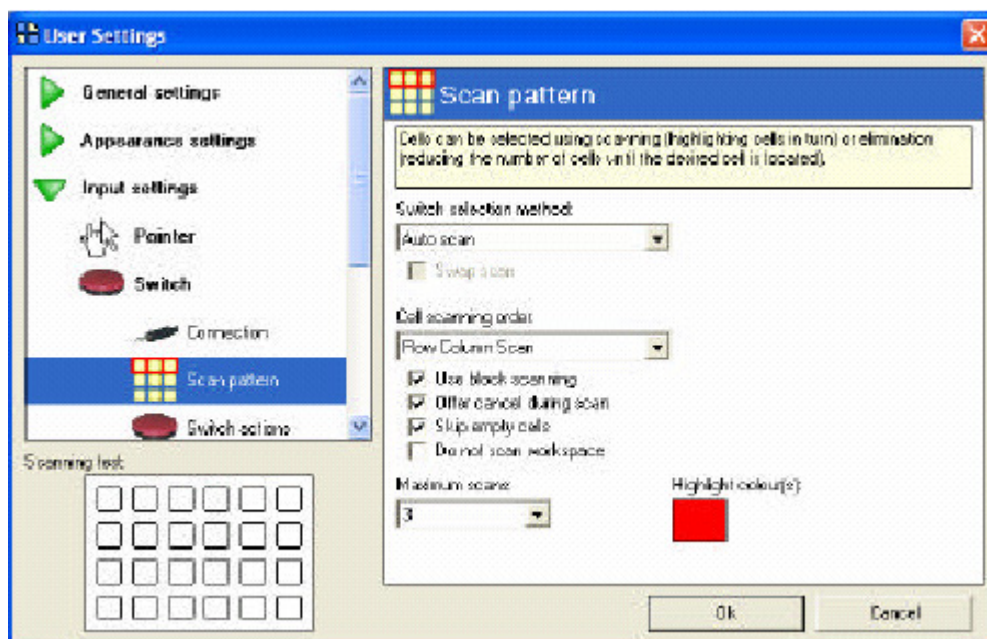 User Settings
General settings
Appearance settings
Input settings
Pointer
Switch
Connection
Scan pattern
Switch actions
Scanning test
Scan pattern
Cells can be selected using scanning (highlighting cells in turn) or elimination
(reducing the number of cells until the desired cell is located).
Switch selection method:
Auto scan
Swap scan
Cell scanning order:
Row Column Scan
Use block scanning
Offer cancel during scan
Skip empty cells
Do not scan workspace
Maximum scans:
3
Highlight colour(s):
Ok
Cancel